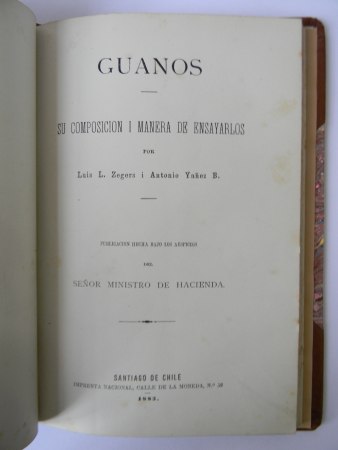 GUANOS
SU COMPOSICION I MANERA DE ENSAYARLOS
POR
Luis L. Zegers i Antonio Yañez B.
PUBLICACION HECHA BAJO LOS AUSPICIOS
DEL
SEÑOR MINISTRO DE HACIENDA.
SANTIAGO DE CHILE
IMPRENTA NACIONAL, CALLE DE LA MONEDA, N.º
1883.